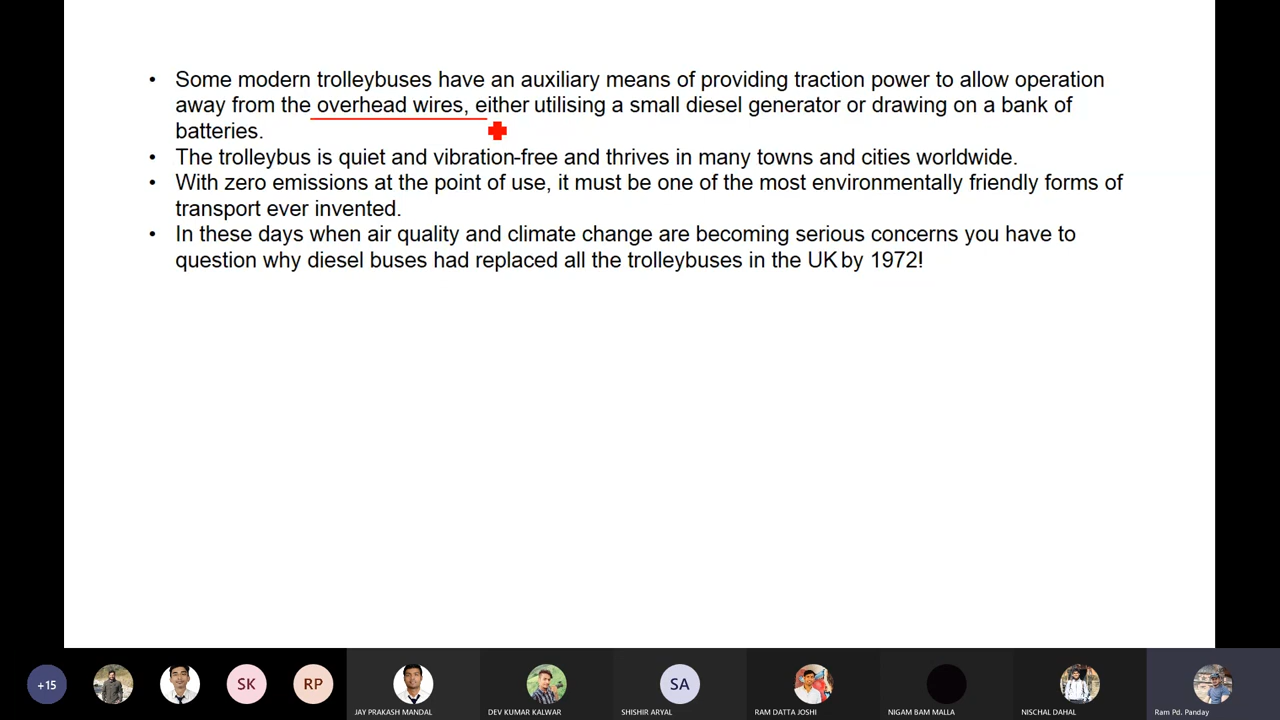 • Some modern trolleybuses have an auxiliary means of providing traction power to allow operation
away from the overhead wires, either utilising a small diesel generator or drawing on a bank of
batteries.
• The trolleybus is quiet and vibration-free and thrives in many towns and cities worldwide.
• With zero emissions at the point of use, it must be one of the most environmentally friendly forms of
transport ever invented.
• In these days when air quality and climate change are becoming serious concerns you have to
question why diesel buses had replaced all the trolleybuses in the UK by 1972!
+15
SK
RP
SA
JAY PRAKASH MANDAL
DEV KUMAR KALWAR
SHISHIR ARYAL
RAM DATTA JOSHI
NIGAM BAM MALLA
NISCHAL DAHAL
Ram Pd. Panday